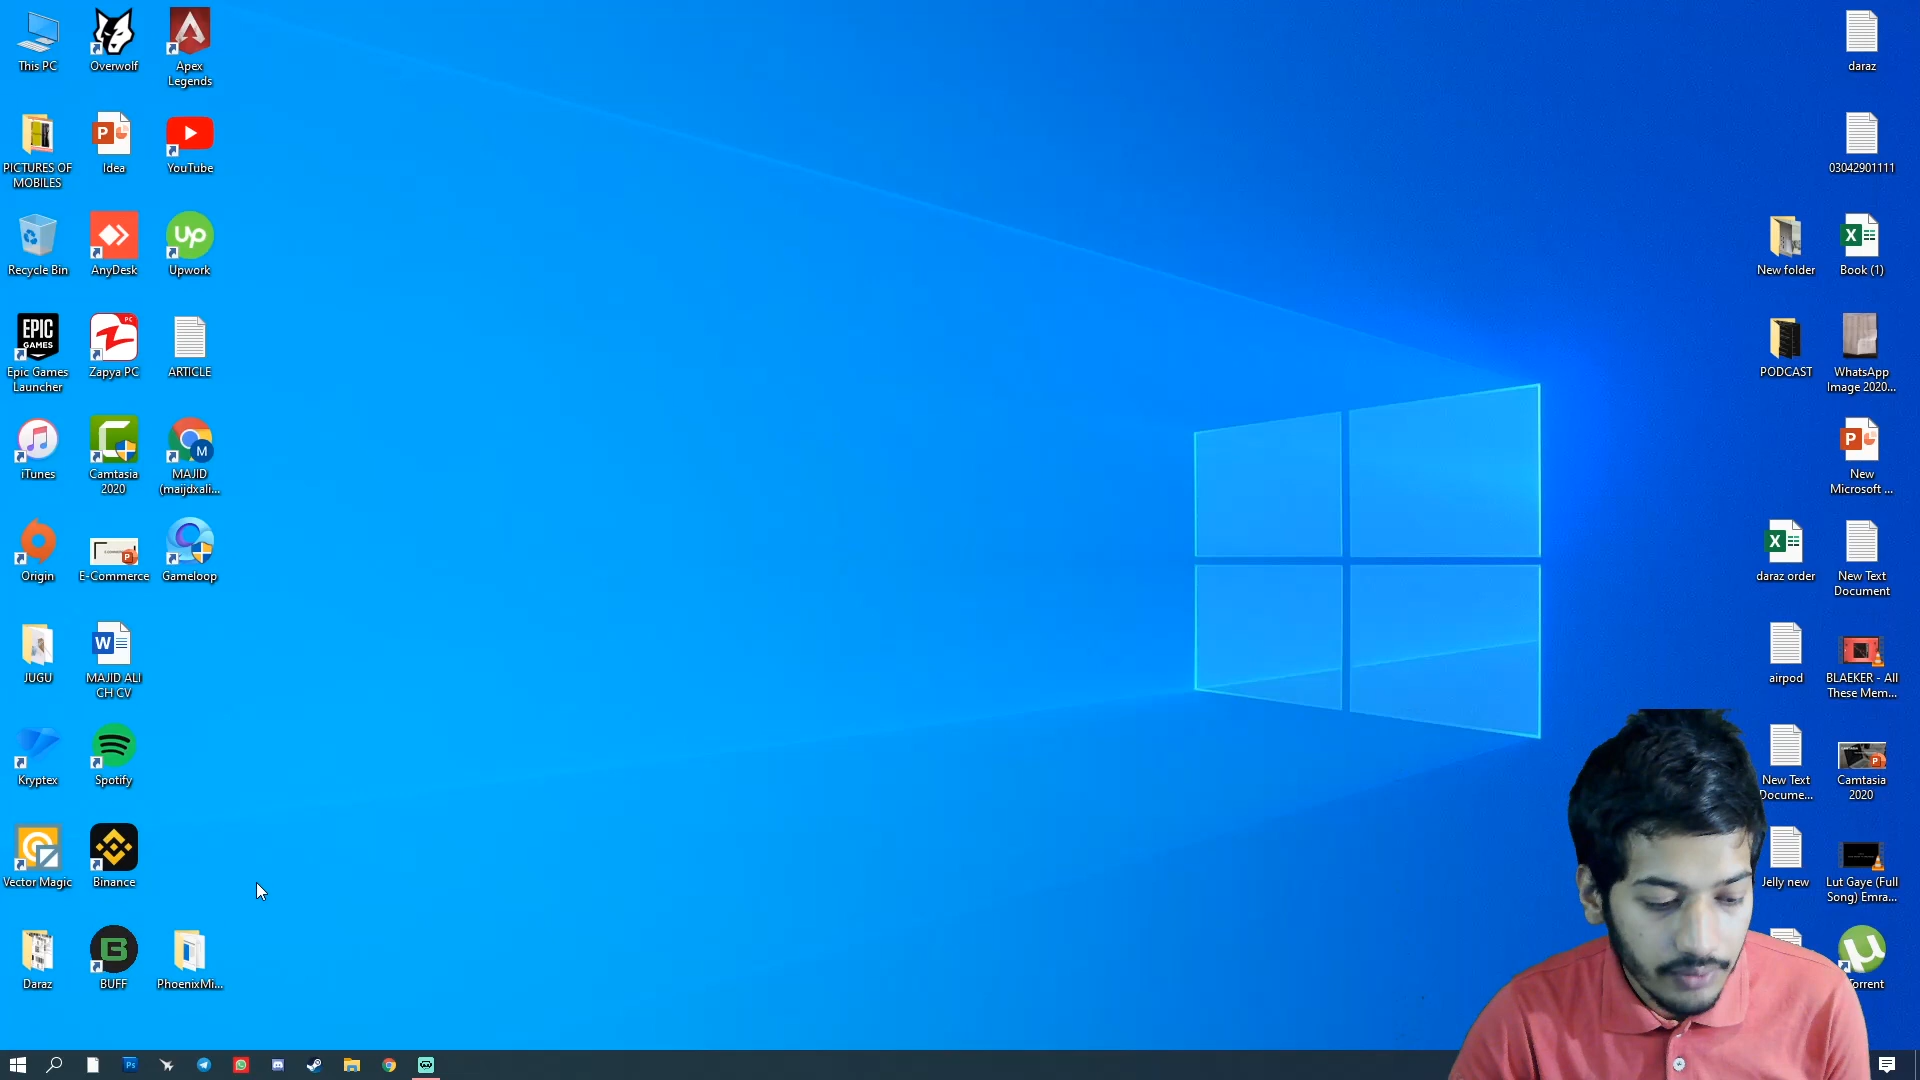 This PC
Overwolf
Apex
Legends
PICTURES OF
MOBILES
Idea
YouTube
Recycle Bin
AnyDesk
Up
Upwork
EPIC
GAMES
Epic Games
Launcher
PC
Zapya PC
ARTICLE
iTunes
Camtasia
2020
M
MAJID
(maijdxali...
Origin
E-Commerce
Gameloop
JUGU
MAJID ALI
CH CV
Kryptex
Spotify
Vector Magic
Binance
Daraz
BUFF
PhoenixMi...
daraz
03042901111
New folder
Book (1)
PODCAST
WhatsApp
Image 2020...
New
Microsoft ...
daraz order
New Text
Document
airpod
BLAEKER - All
These Mem...
New Text
Docume...
Camtasia
2020
Jelly new
Lut Gaye (Full
Song) Emra...
Torrent
Ps